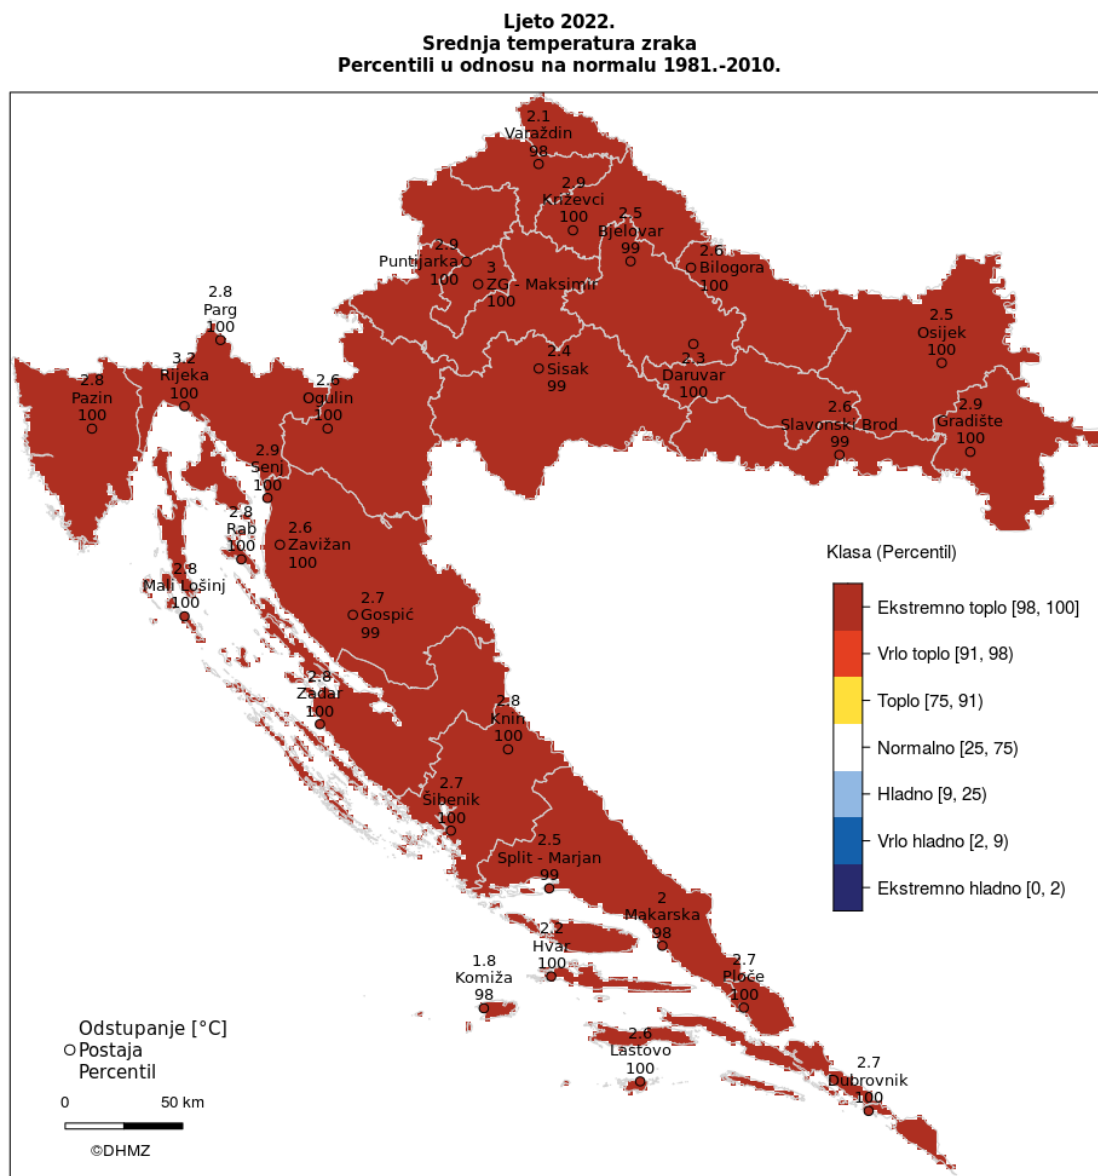 Ljeto 2022.
Srednja temperatura zraka
Percentili u odnosu na normalu 1981.-2010.
2.1
Varaždin
98
2.9
Križevci
100
2.5
Bjelovar
99
2.9
Puntijarka
100
3
ZG - Maksimir
100
2.6
Bilogora
100
2.8
Parg
100
2.5
Osijek
100
3.2
Rijeka
100
2.8
Pazin
100
2.6
Ogulin
100
2.4
Sisak
99
2.3
Daruvar
100
2.6
Slavonski Brod
99
2.9
Gradište
100
2.9
Senj
100
2.8
Rab
100
2.6
Zavižan
100
2.8
Mali Lošinj
100
2.7
Gospić
99
2.8
Zadar
100
2.8
Knin
100
2.7
Šibenik
100
2.5
Split - Marjan
99
2
Makarska
98
2.2
Hvar
100
1.8
Komiža
98
2.7
Ploče
100
2.6
Lastovo
100
2.7
Dubrovnik
100
Klasa (Percentil)
Ekstremno toplo [98, 100]
Vrlo toplo [91, 98)
Toplo [75, 91)
Normalno [25, 75)
Hladno [9, 25)
Vrlo hladno [2, 9)
Ekstremno hladno [0, 2)
Odstupanje [°C]
Postaja
Percentil
0 50 km
©DHMZ